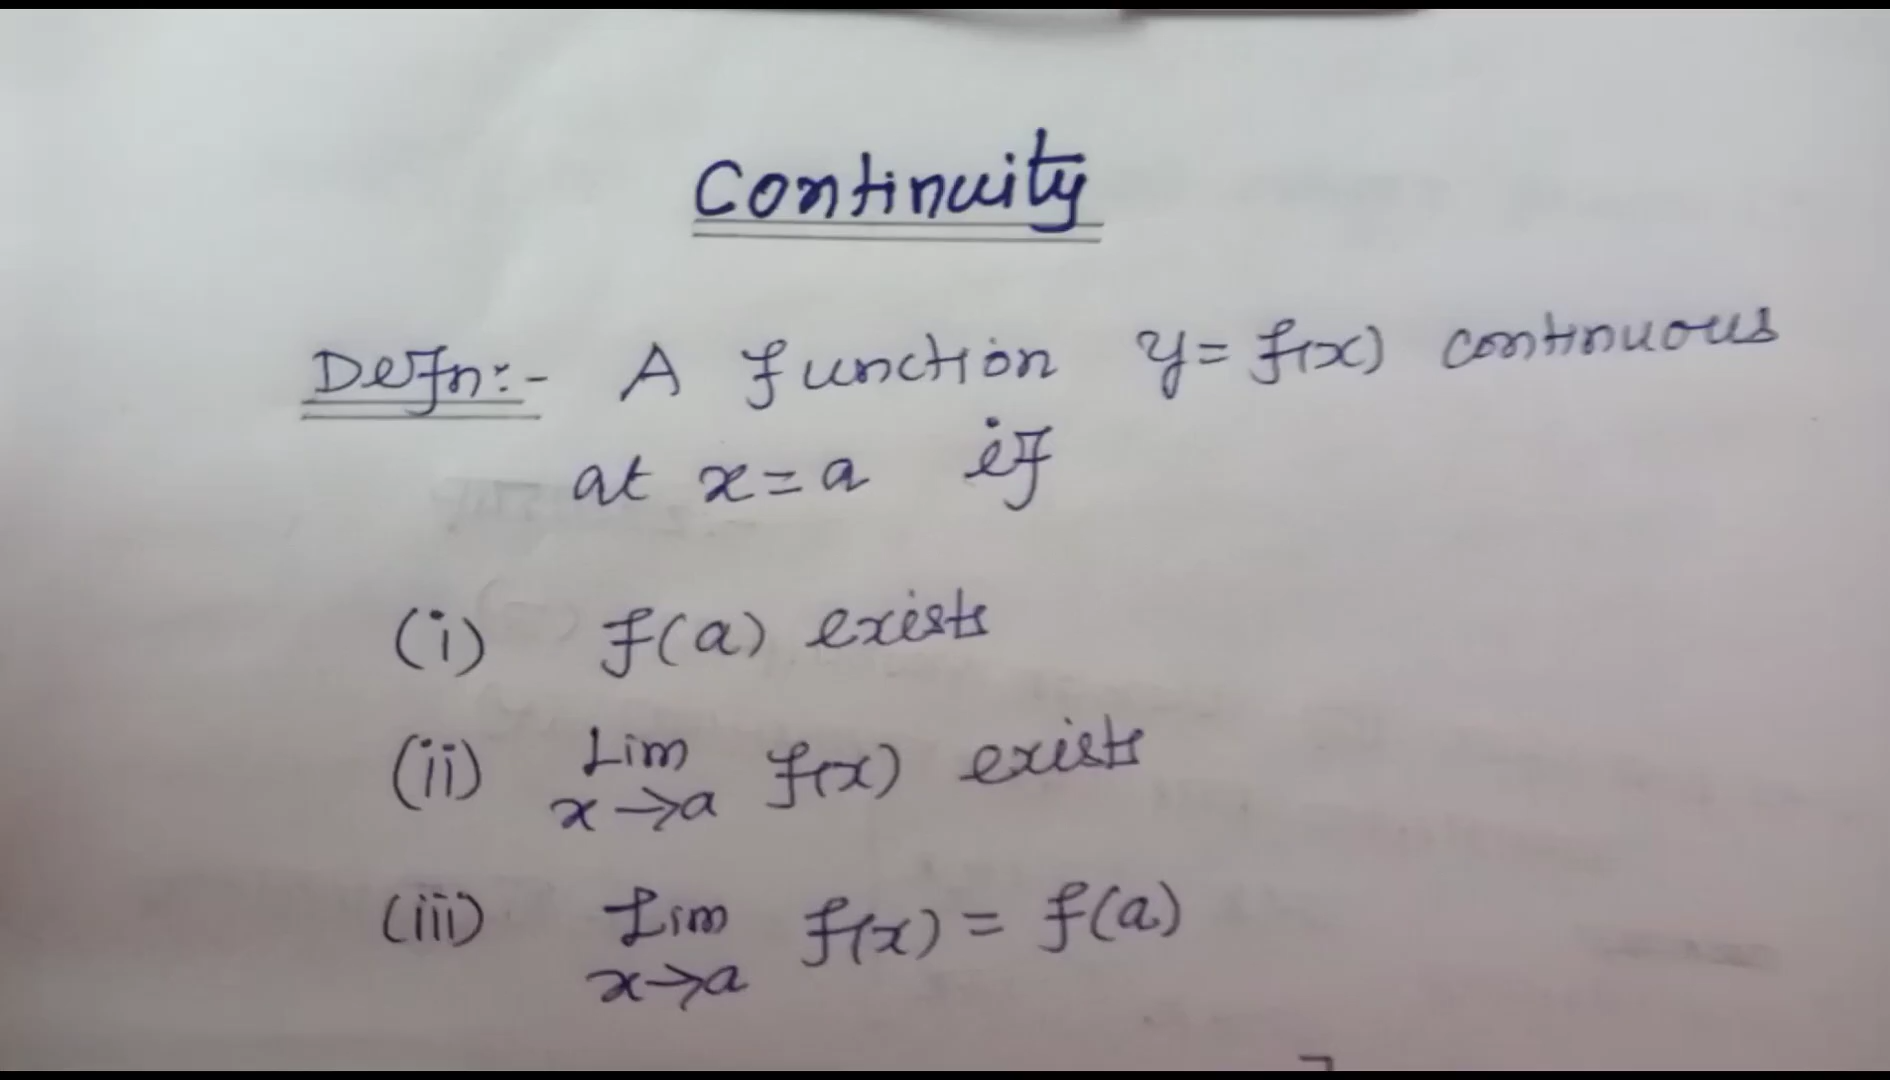 Continuity
Defn:- A function y = f(x) continuous
at x = a if
(i) f(a) exists
(ii) Lim x→a f(x) exists
(iii) Lim x→a f(x) = f(a)